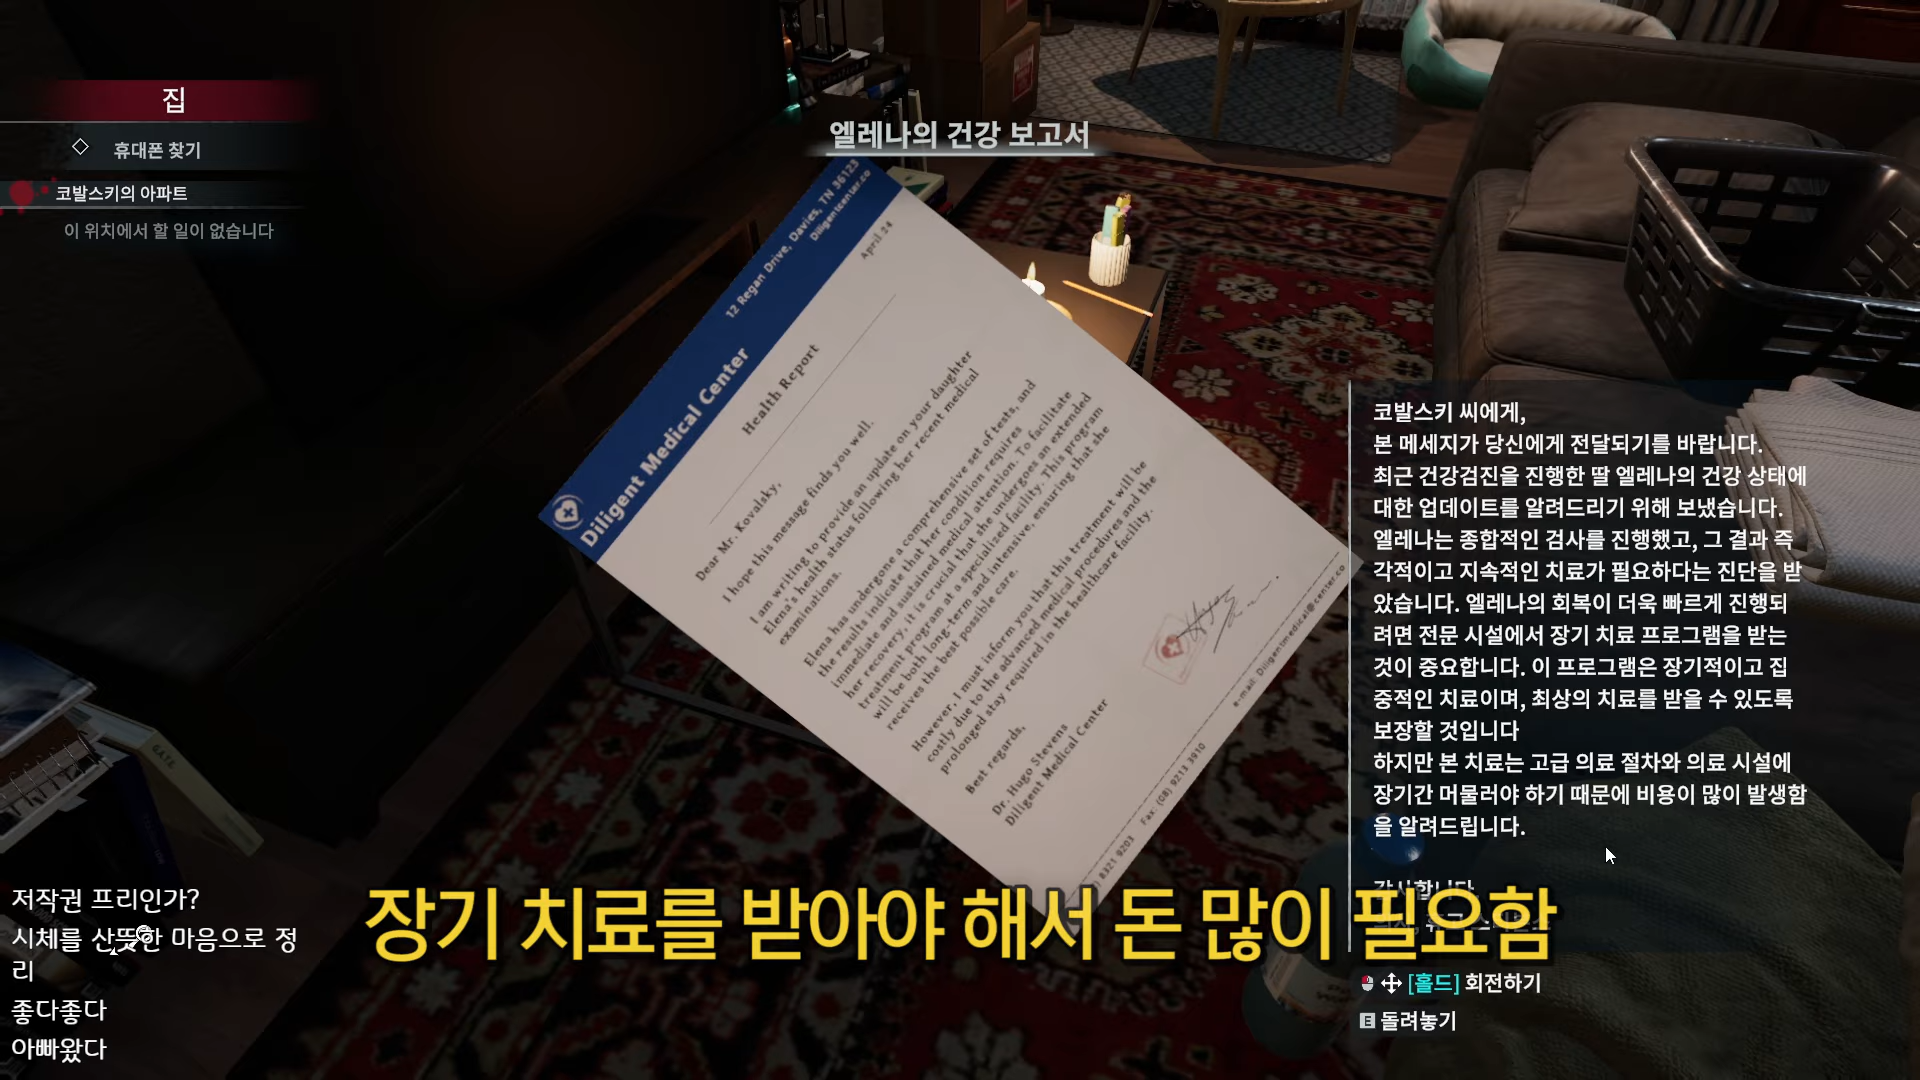 집
휴대폰 찾기
코발스키의 아파트
이 위치에서 할 일이 없습니다
엘레나의 건강 보고서
12 Regan Drive, Davies, TN 36123
Diligentcenter.co
Diligent Medical Center
April 24
Health Report
Dear Mr. Kovalsky,
I hope this message finds you well.
I am writing to provide an update on your daughter
Elena's health status following her recent medical
examinations.
Elena has undergone a comprehensive set of tests, and
the results indicate that her condition requires
immediate and sustained medical attention. To facilitate
her recovery, it is crucial that she undergoes an extended
treatment program at a specialized facility. This program
will be both long-term and intensive, ensuring that she
receives the best possible care.
However, I must inform you that this treatment will be
costly due to the advanced medical procedures and the
prolonged stay required in the healthcare facility.
Best regards,
Dr. Hugo Stevens
Diligent Medical Center
8321 9203 Fax: (08) 9213 3910
e-mail: Diligentmedical@center.co
코발스키 씨에게,
본 메세지가 당신에게 전달되기를 바랍니다.
최근 건강검진을 진행한 딸 엘레나의 건강 상태에
대한 업데이트를 알려드리기 위해 보냈습니다.
엘레나는 종합적인 검사를 진행했고, 그 결과 즉
각적이고 지속적인 치료가 필요하다는 진단을 받
았습니다. 엘레나의 회복이 더욱 빠르게 진행되
려면 전문 시설에서 장기 치료 프로그램을 받는
것이 중요합니다. 이 프로그램은 장기적이고 집
중적인 치료이며, 최상의 치료를 받을 수 있도록
보장할 것입니다
하지만 본 치료는 고급 의료 절차와 의료 시설에
장기간 머물러야 하기 때문에 비용이 많이 발생함
을 알려드립니다.
감사합니다
장기 치료를 받아야 해서 돈 많이 필요함
[홀드] 회전하기
E 돌려놓기
저작권 프리인가?
시체를 산뜻한 마음으로 정
리
좋다좋다
아빠왔다